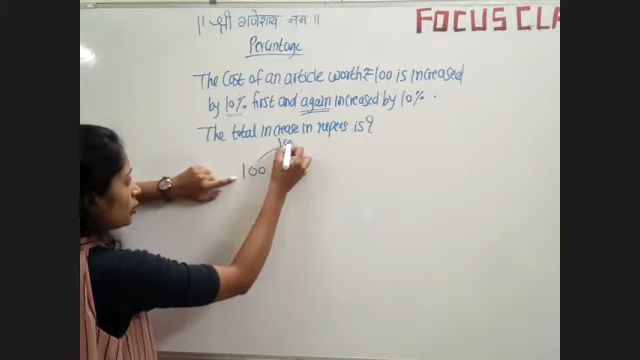 || श्री गणेशाय नम ||
FOCUS CLA
Percantage
The Cost of an article worth ₹100 is increased
by 10% first and again increased by 10% .
The total increase in rupees is ?
100